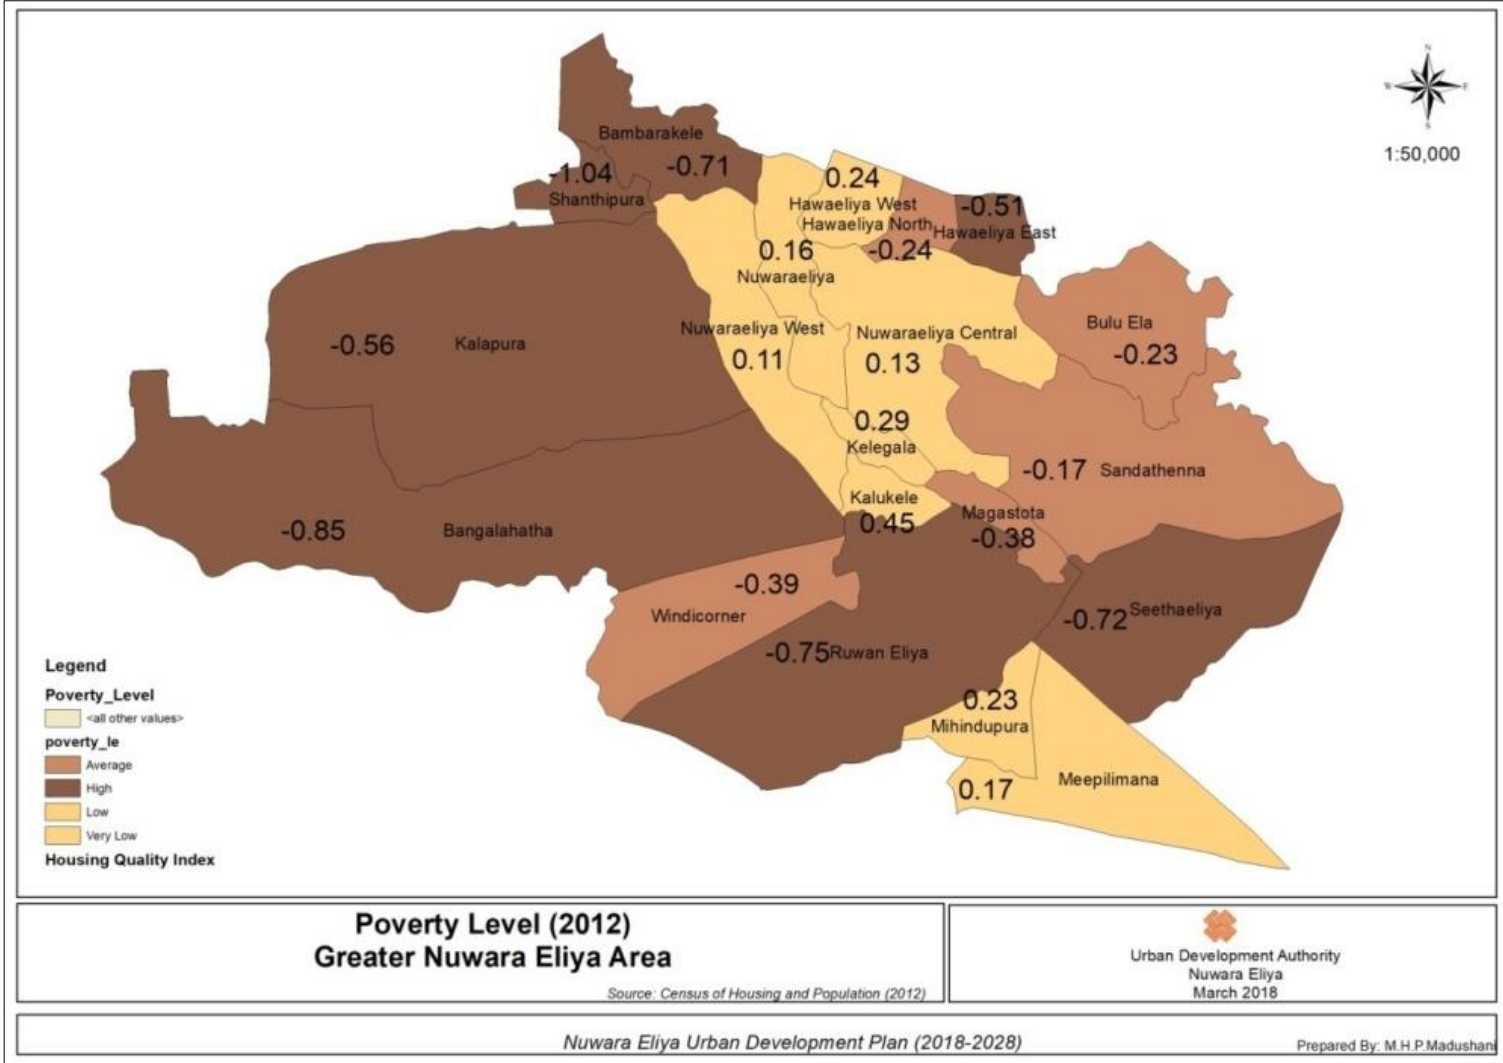 N
W E
S
1:50,000
Bambarakele
-0.71
-1.04
Shanthipura
0.24
Hawaeliya West
Hawaeliya North
-0.24
-0.51
Hawaeliya East
0.16
Nuwaraeliya
Bulu Ela
-0.23
Nuwaraeliya West
0.11
Nuwaraeliya Central
0.13
-0.56
Kalapura
0.29
Kelegala
-0.17
Sandathenna
Kalukele
0.45
Magastota
-0.38
-0.85
Bangalahatha
-0.39
Windicorner
-0.72
Seethaeliya
-0.75
Ruwan Eliya
0.23
Mihindupura
0.17
Meepilimana
Legend
Poverty_Level
<all other values>
poverty_le
Average
High
Low
Very Low
Housing Quality Index
Poverty Level (2012)
Greater Nuwara Eliya Area
Source: Census of Housing and Population (2012)
Urban Development Authority
Nuwara Eliya
March 2018
Nuwara Eliya Urban Development Plan (2018-2028)
Prepared By: M.H.P.Madushani